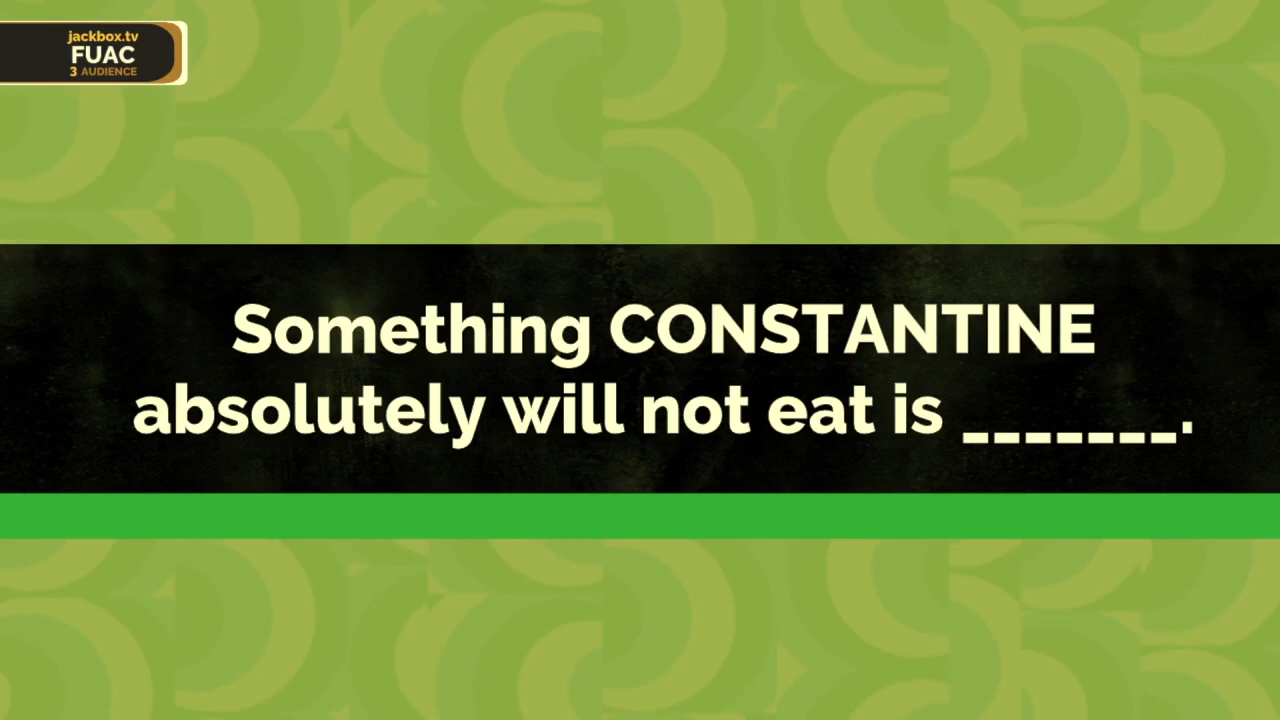 jackbox.tv
FUAC
3 AUDIENCE
Something CONSTANTINE
absolutely will not eat is _______.